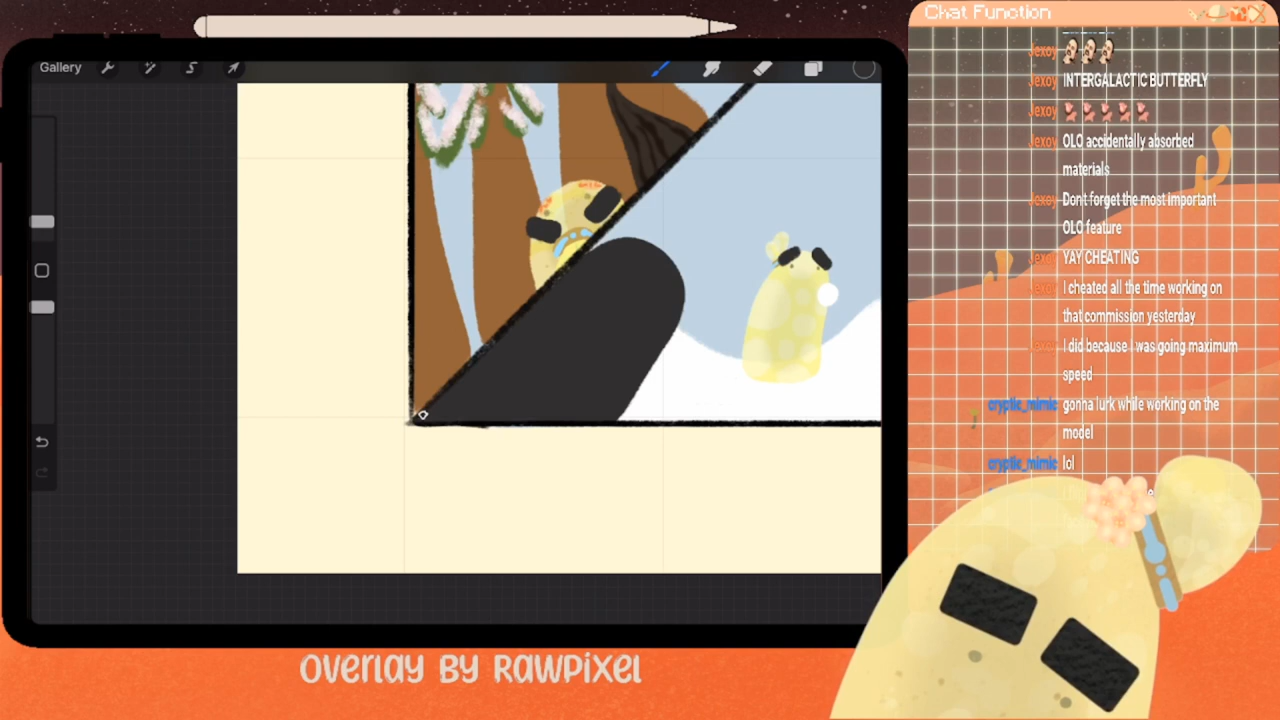 Chat Function
Gallery
Jexoy
Jexoy INTERGALACTIC BUTTERFLY
Jexoy
Jexoy OLO accidentally absorbed
materials
Jexoy Dont forget the most important
OLO feature
Jexoy YAY CHEATING
Jexoy I cheated all the time working on
that commission yesterday
Jexoy I did because I was going maximum
speed
cryptic_mimic gonna lurk while working on the
model
cryptic_mimic lol
OVERLAY BY RAWPIXEL